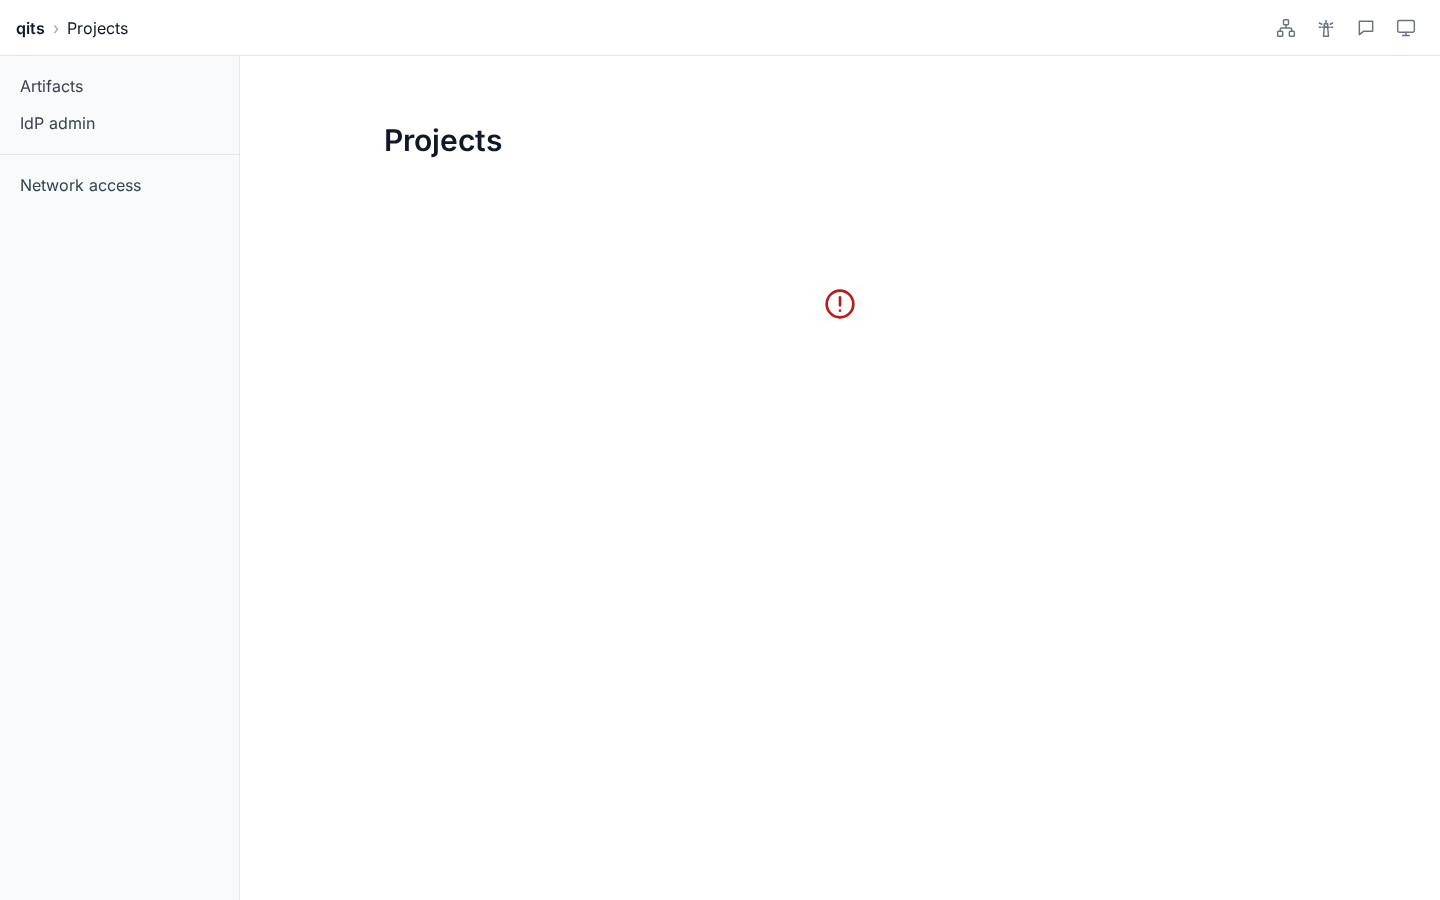 qits › Projects
Artifacts
IdP admin
Network access
Projects